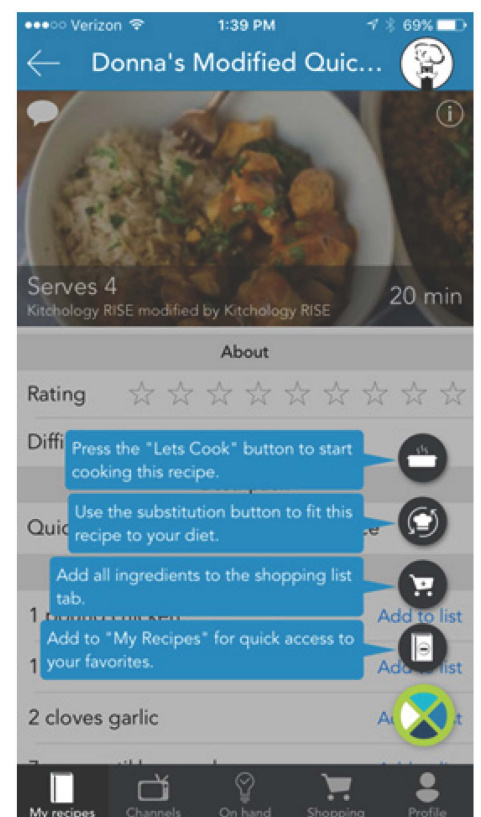 Verizon 1:39 PM 69%
Donna's Modified Quic...
Serves 4
20 min
Kitchology RISE modified by Kitchology RISE
About
Rating
Diffi
Press the "Lets Cook" button to start
cooking this recipe.
Quic
Use the substitution button to fit this
recipe to your diet.
Add all ingredients to the shopping list
tab.
1 pound chicken
Add to list
Add to "My Recipes" for quick access to
your favorites.
1
Add to list
2 cloves garlic
My recipes Channels On hand Shopping Profile